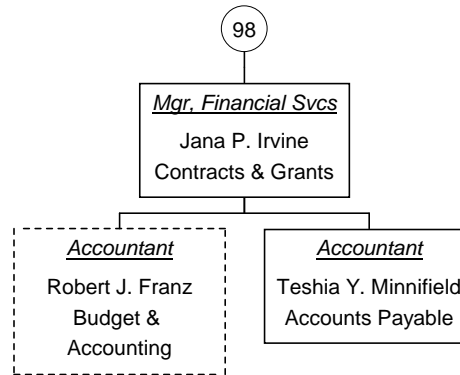 98
Mgr, Financial Svcs
Jana P. Irvine
Contracts & Grants
Accountant
Robert J. Franz
Budget &
Accounting
Accountant
Teshia Y. Minnifield
Accounts Payable